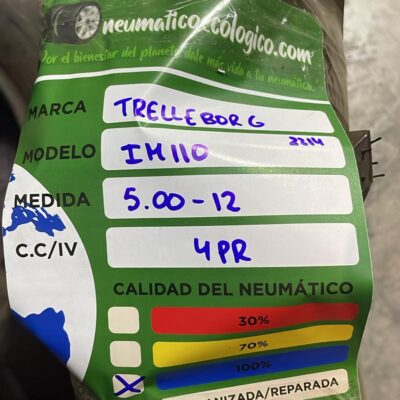 neumaticoecologico.com
Por el bienestar del planeta, dale más vida a tu neumático.
MARCA TRELLEBORG
MODELO IM110 2214
MEDIDA 5.00-12
C.C/IV 4PR
CALIDAD DEL NEUMÁTICO
30%
70%
100%
ANIZADA/REPARADA